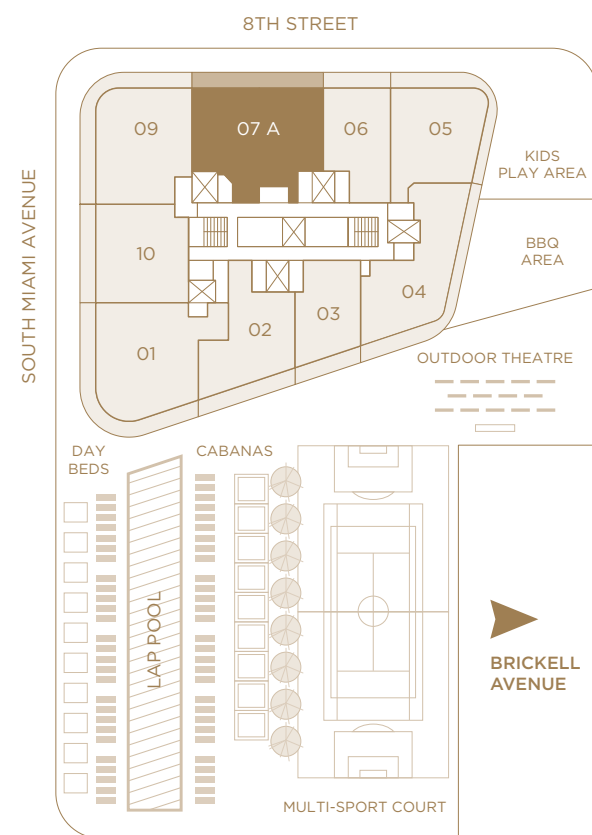 8TH STREET
SOUTH MIAMI AVENUE
09
07 A
06
05
KIDS
PLAY AREA
10
BBQ
AREA
04
03
02
01
OUTDOOR THEATRE
DAY
BEDS
CABANAS
LAP POOL
BRICKELL
AVENUE
MULTI-SPORT COURT